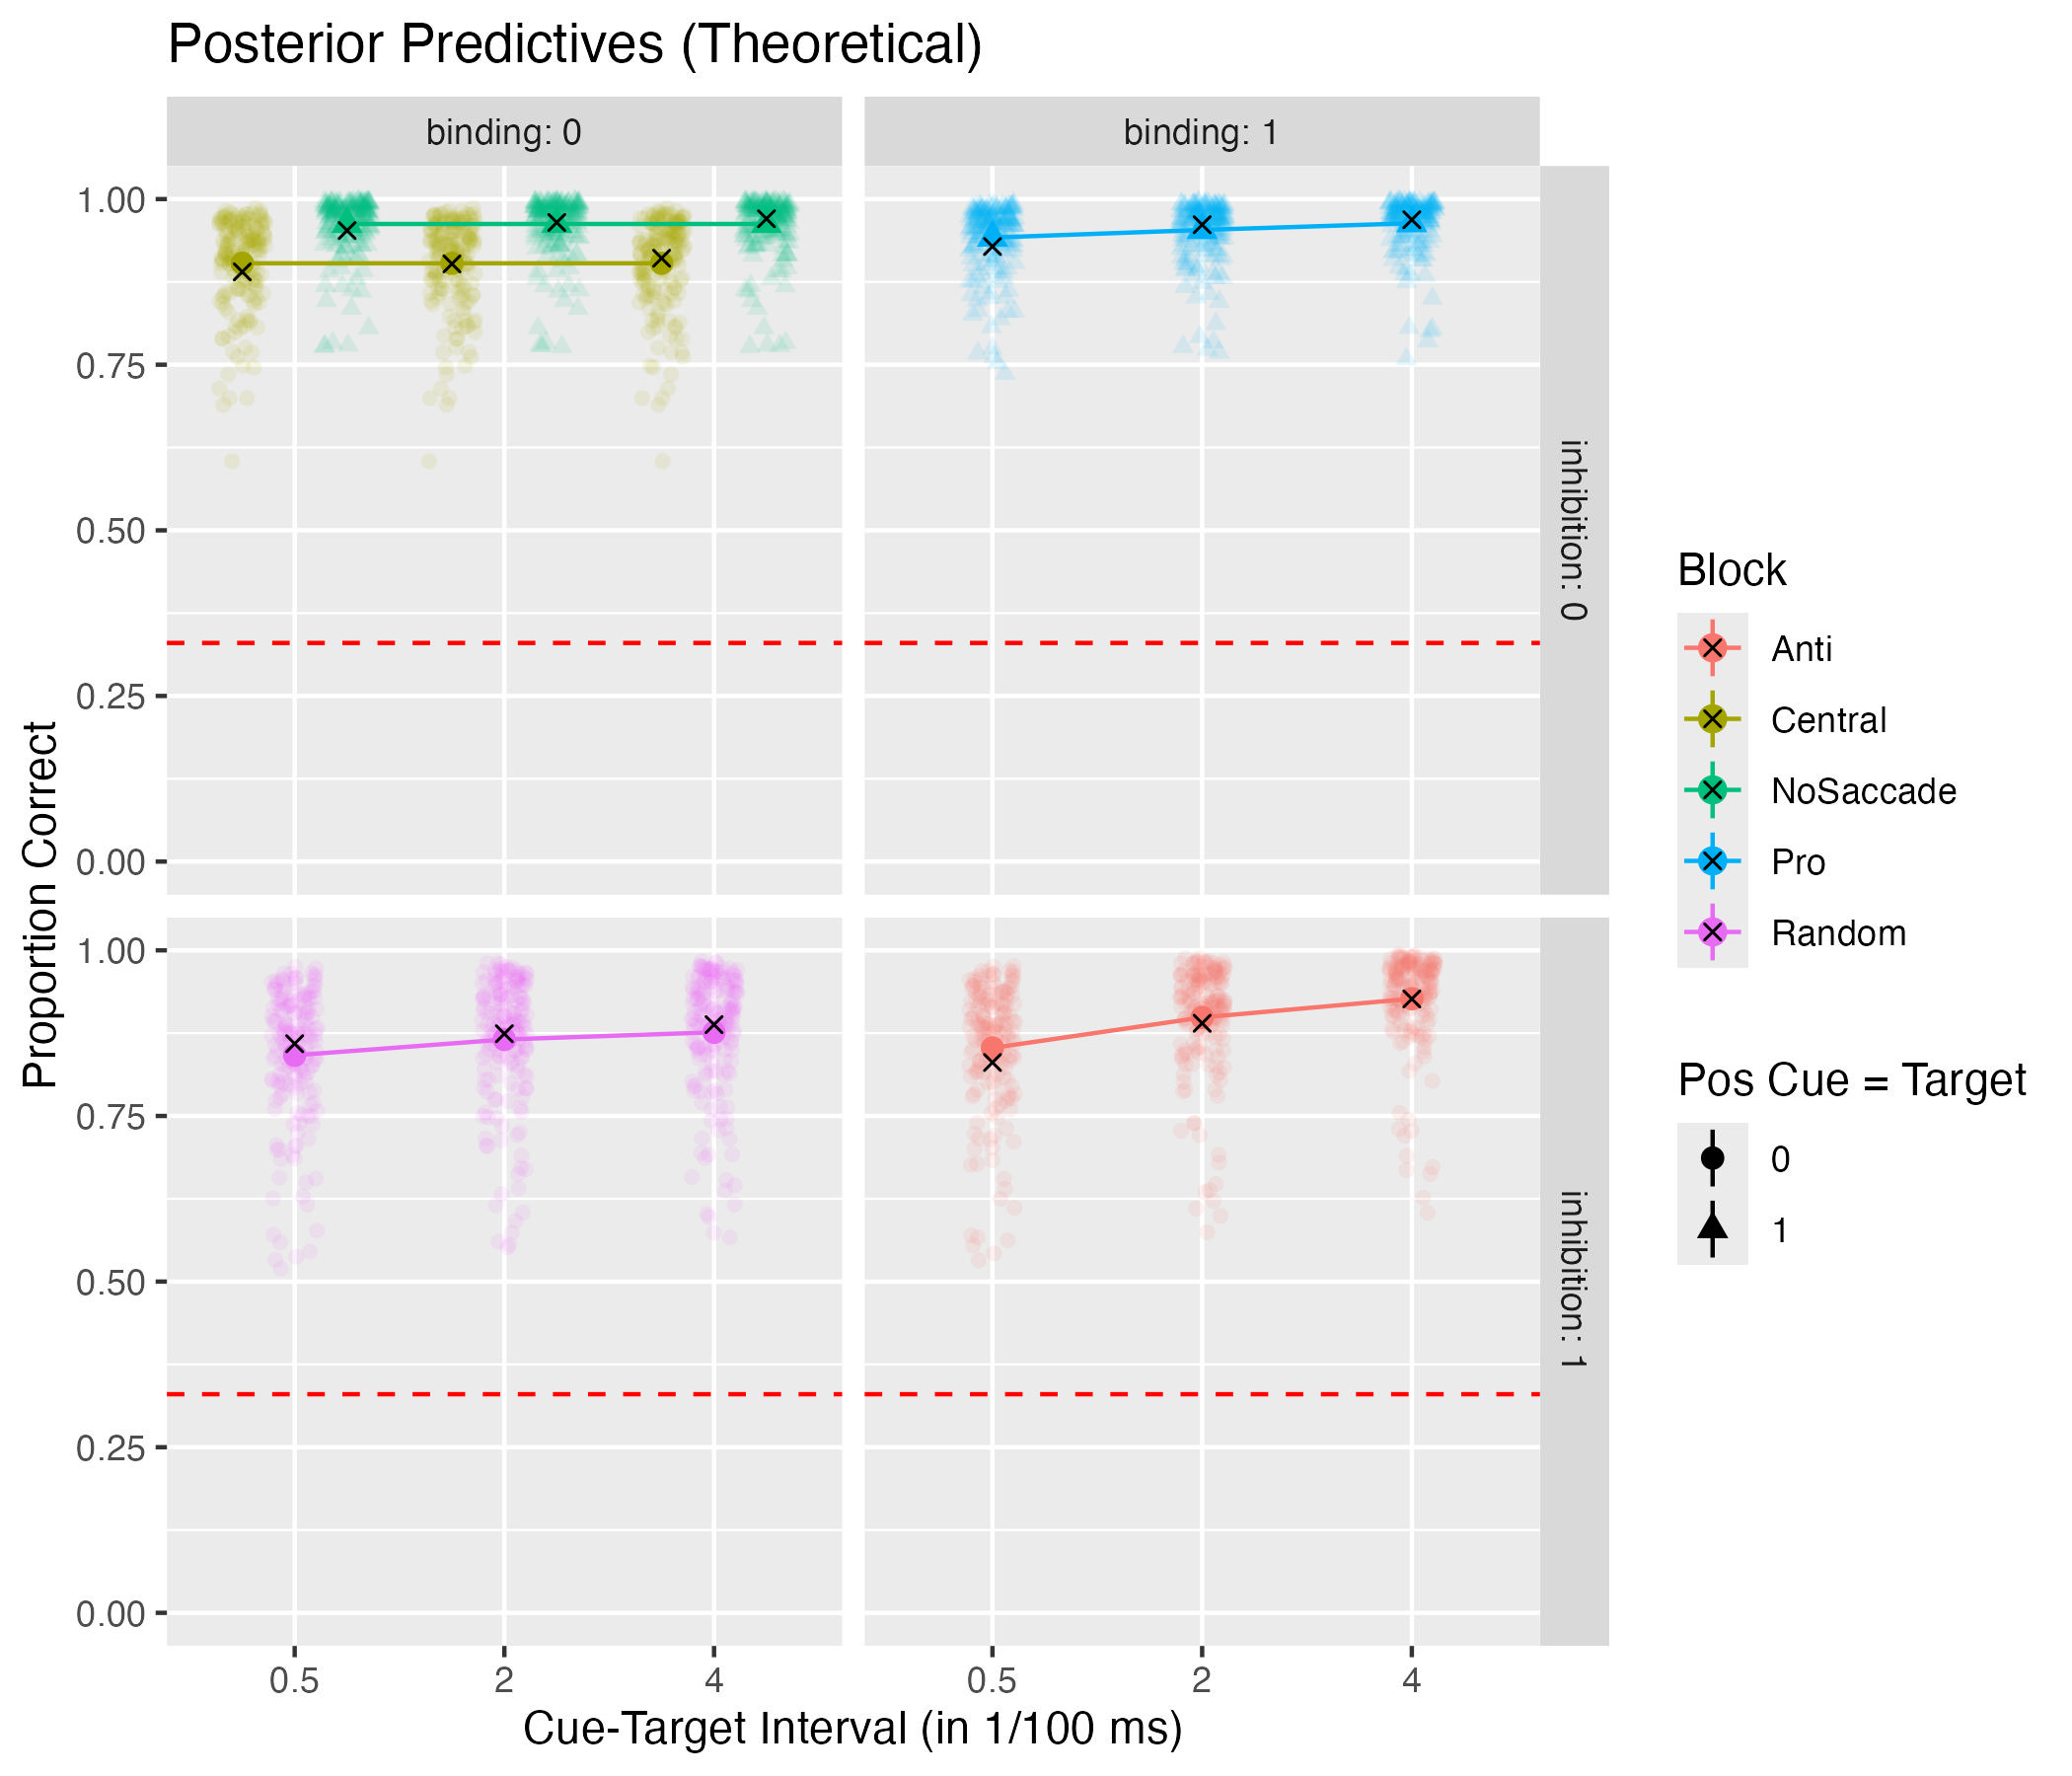 Posterior Predictives (Theoretical)
binding: 0
binding: 1
1.00
0.75
0.50
0.25
0.00
inhibition: 0
1.00
0.75
0.50
0.25
0.00
inhibition: 1
Proportion Correct
0.5 2 4
0.5 2 4
Cue-Target Interval (in 1/100 ms)
Block
Anti
Central
NoSaccade
Pro
Random
Pos Cue = Target
0
1